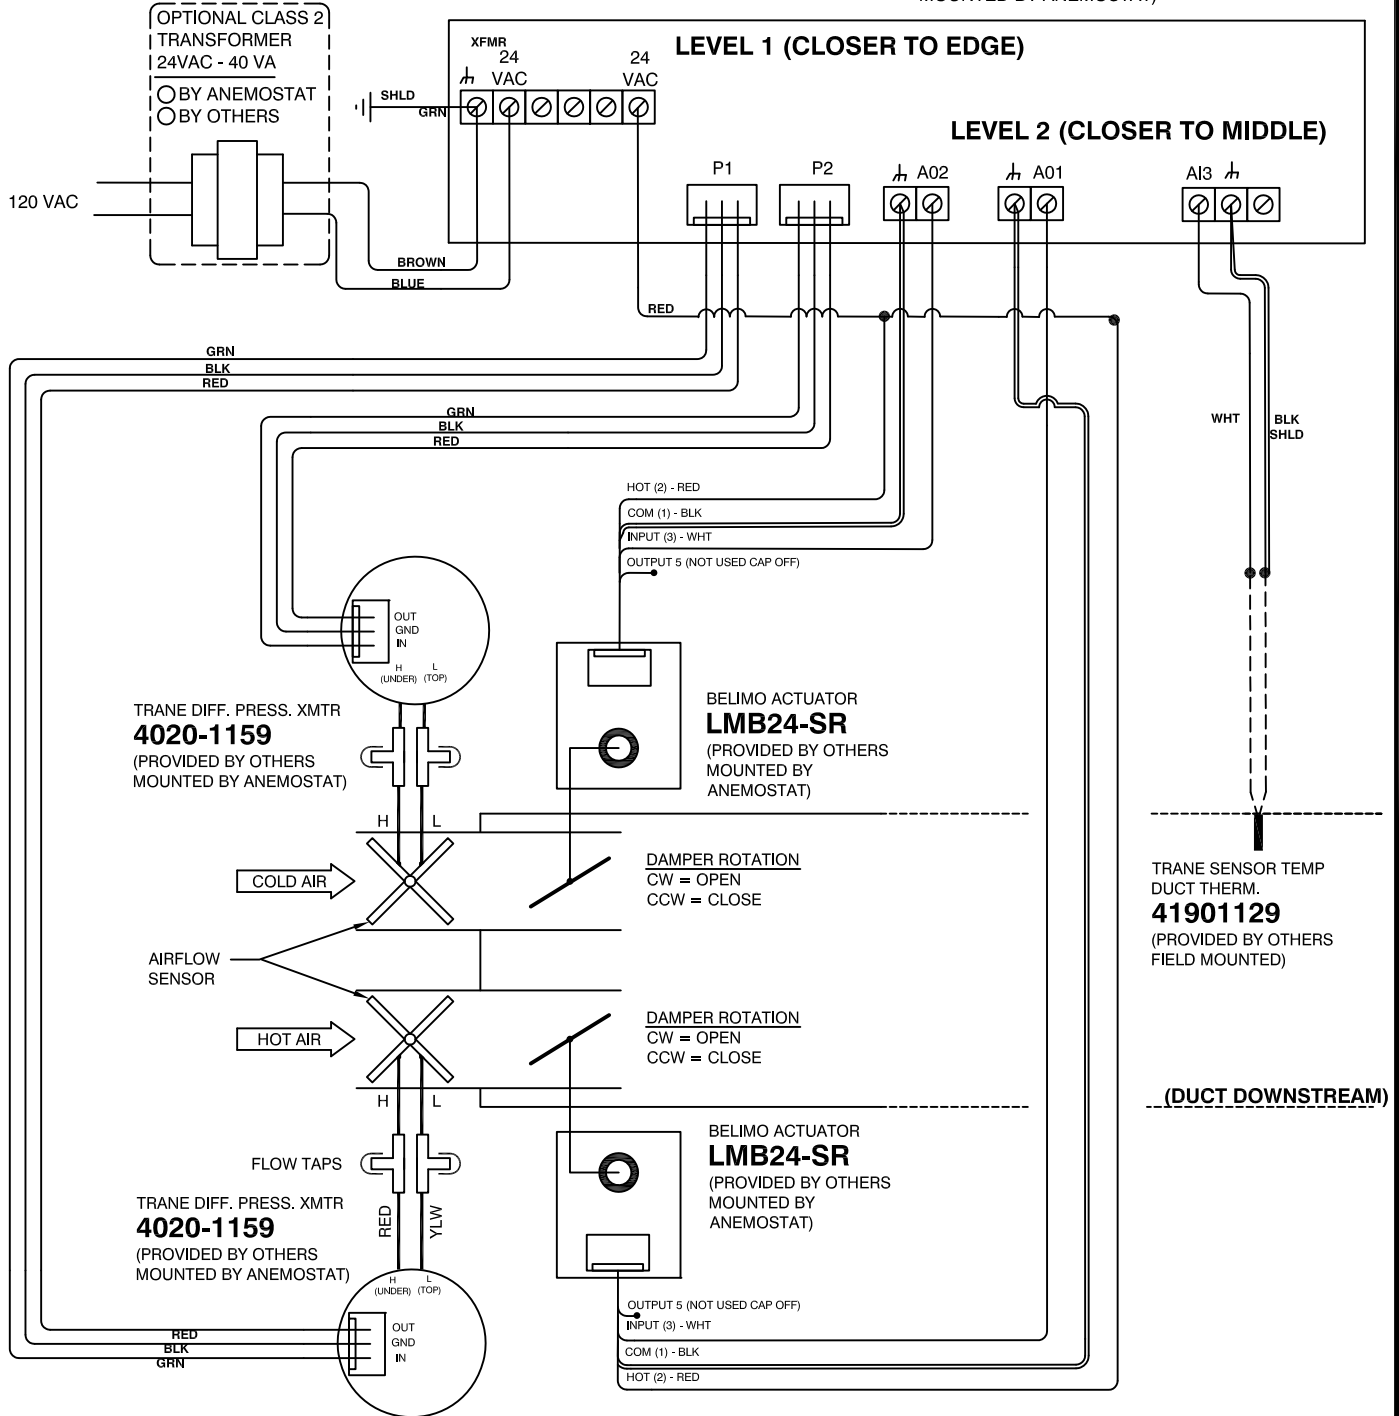 MOUNTED BY ANEMOSTAT)
OPTIONAL CLASS 2
TRANSFORMER
24VAC - 40 VA
BY ANEMOSTAT
BY OTHERS
120 VAC
XFMR
24
VAC
24
VAC
LEVEL 1 (CLOSER TO EDGE)
SHLD
GRN
LEVEL 2 (CLOSER TO MIDDLE)
P1
P2
A02
A01
AI3
BROWN
BLUE
RED
GRN
BLK
RED
GRN
BLK
RED
WHT
BLK
SHLD
HOT (2) - RED
COM (1) - BLK
INPUT (3) - WHT
OUTPUT 5 (NOT USED CAP OFF)
OUT
GND
IN
H
(UNDER)
L
(TOP)
TRANE DIFF. PRESS. XMTR
4020-1159
(PROVIDED BY OTHERS
MOUNTED BY ANEMOSTAT)
BELIMO ACTUATOR
LMB24-SR
(PROVIDED BY OTHERS
MOUNTED BY
ANEMOSTAT)
H
L
COLD AIR
DAMPER ROTATION
CW = OPEN
CCW = CLOSE
TRANE SENSOR TEMP
DUCT THERM.
41901129
(PROVIDED BY OTHERS
FIELD MOUNTED)
AIRFLOW
SENSOR
HOT AIR
DAMPER ROTATION
CW = OPEN
CCW = CLOSE
H
L
(DUCT DOWNSTREAM)
FLOW TAPS
BELIMO ACTUATOR
LMB24-SR
(PROVIDED BY OTHERS
MOUNTED BY
ANEMOSTAT)
TRANE DIFF. PRESS. XMTR
4020-1159
(PROVIDED BY OTHERS
MOUNTED BY ANEMOSTAT)
RED
YLW
H
(UNDER)
L
(TOP)
OUT
GND
IN
RED
BLK
GRN
OUTPUT 5 (NOT USED CAP OFF)
INPUT (3) - WHT
COM (1) - BLK
HOT (2) - RED